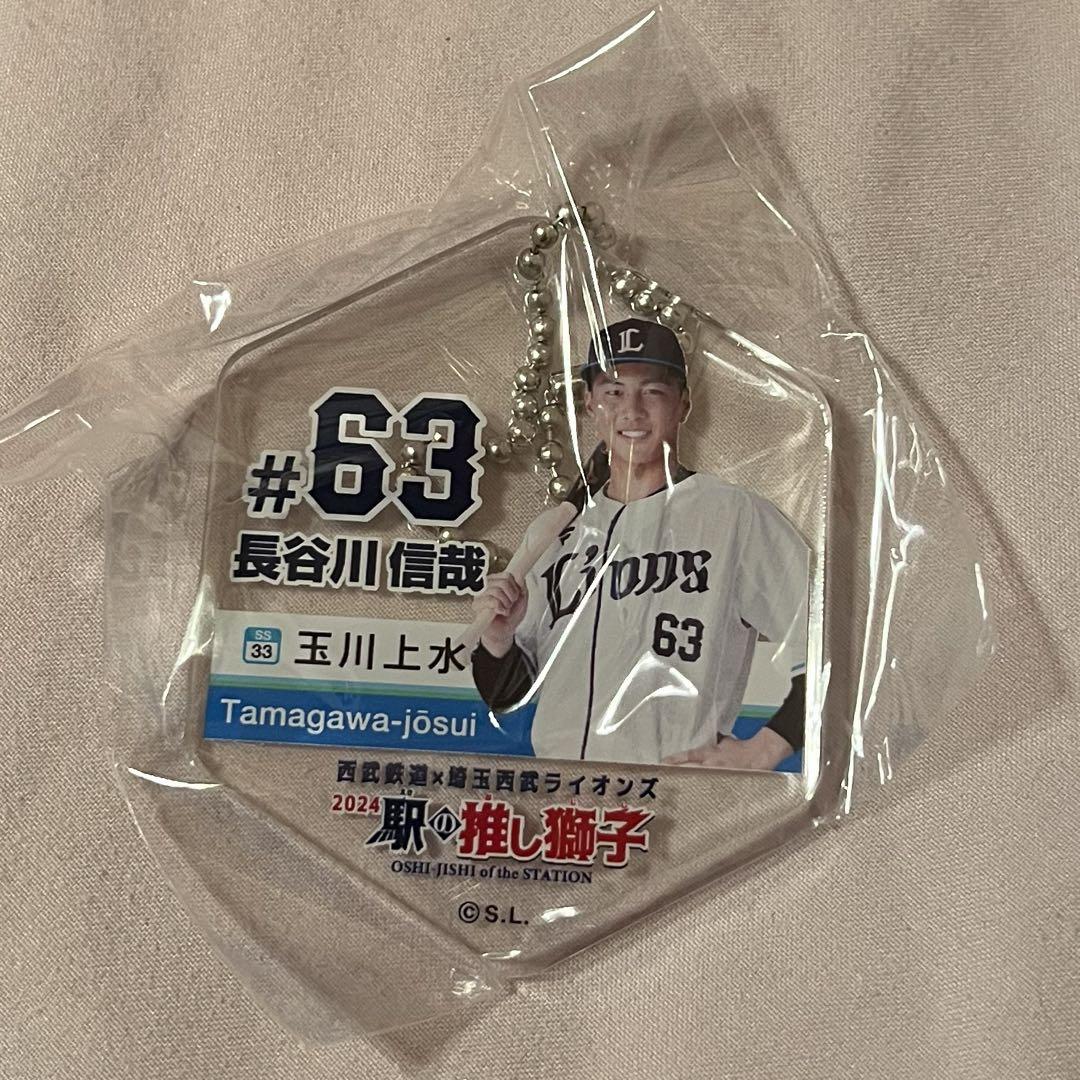 L
#63
長谷川 信哉
Lions
63
SS
33
玉川上水
Tamagawa-jōsui
西武鉄道×埼玉西武ライオンズ
2024 駅の推し獅子
OSHI-JISHI of the STATION
©S.L.